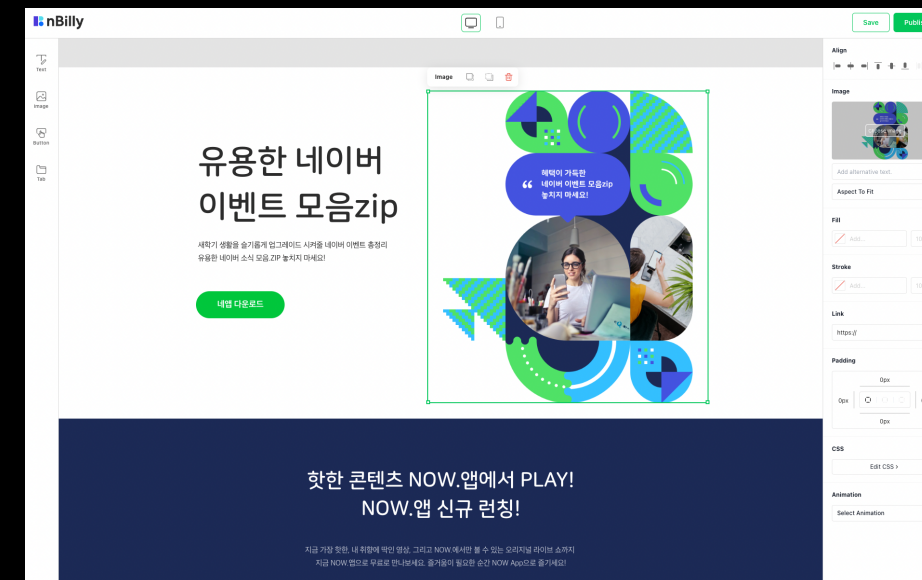 nBilly
Save
Publis
Text
Image
Button
Tab
Image
유용한 네이버
이벤트 모음zip
새학기 생활을 슬기롭게 업그레이드 시켜줄 네이버 이벤트 총정리
유용한 네이버 소식 모음.ZIP 놓치지 마세요!
네앱 다운로드
“ 혜택이 가득한
네이버 이벤트 모음zip
놓치지 마세요!
핫한 콘텐츠 NOW.앱에서 PLAY!
NOW.앱 신규 런칭!
지금 가장 핫한, 내 취향에 딱인 영상, 그리고 NOW.에서만 볼 수 있는 오리지널 라이브 쇼까지
지금 NOW.앱으로 무료로 만나보세요. 즐거움이 필요한 순간 NOW App으로 즐기세요!
Align
Image
Add alternative text.
Aspect To Fit
Fill
Add...
10
Stroke
Add...
10
Link
https://
Padding
0px
0px
0px
CSS
Edit CSS >
Animation
Select Animation